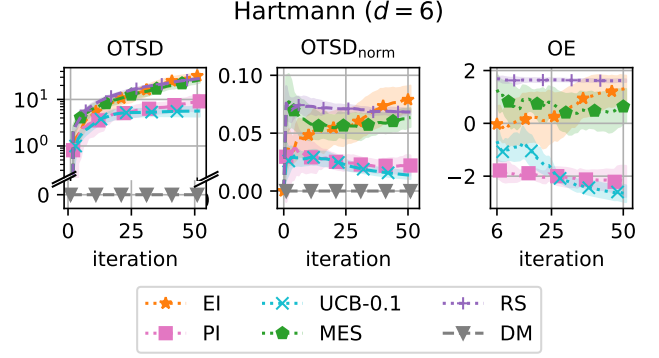 Hartmann (d = 6)
OTSD
OTSD_norm
OE
10¹
10⁰
0
0.10
0.05
0.00
2
0
−2
0 25 50
0 25 50
6 25 50
iteration
iteration
iteration
EI
UCB-0.1
RS
PI
MES
DM